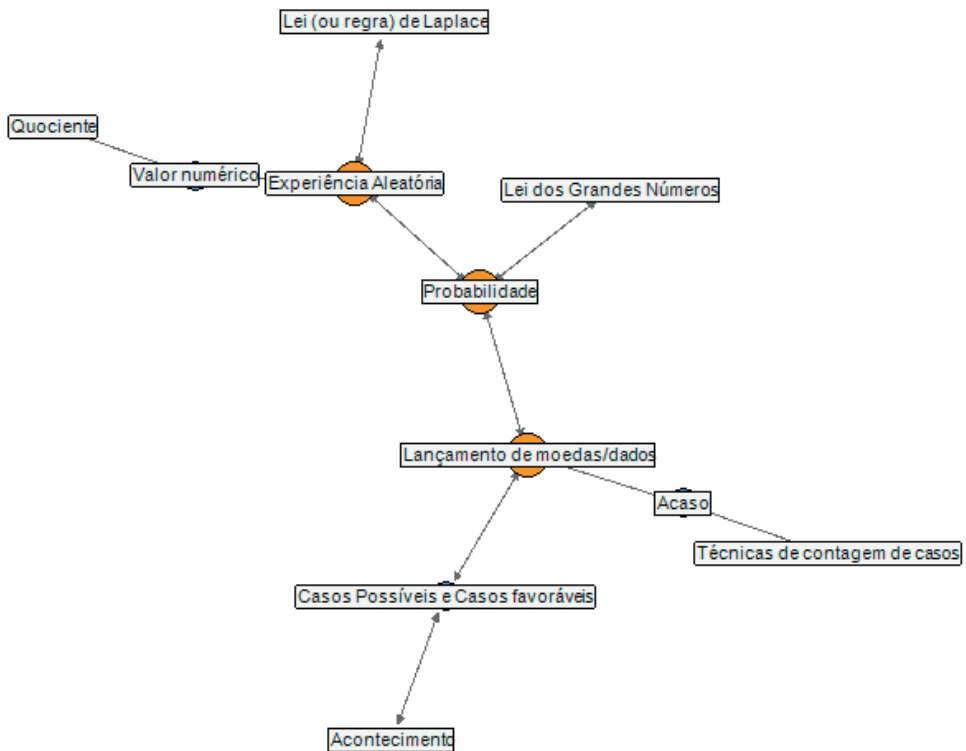 Lei (ou regra) de Laplace
Quociente
Valor numérico
Experiência Aleatória
Lei dos Grandes Números
Probabilidade
Lançamento de moedas/dados
Acaso
Técnicas de contagem de casos
Casos Possíveis e Casos favoráveis
Acontecimento